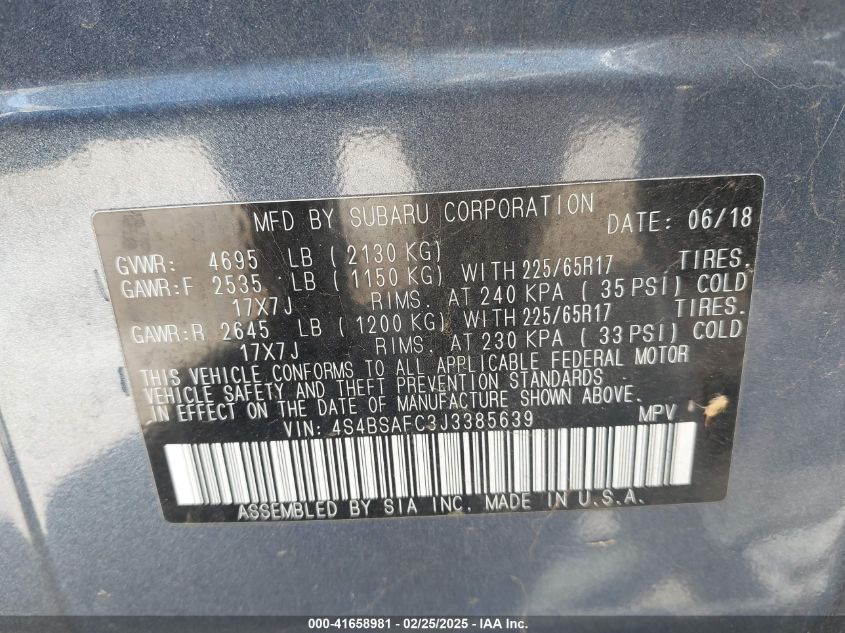 MFD BY SUBARU CORPORATION DATE: 06/18
GVWR: 4695 LB ( 2130 KG)
GAWR:F 2535 LB ( 1150 KG) WITH 225/65R17 TIRES.
17X7J RIMS. AT 240 KPA ( 35 PSI) COLD
GAWR:R 2645 LB ( 1200 KG) WITH 225/65R17 TIRES.
17X7J RIMS. AT 230 KPA ( 33 PSI) COLD
THIS VEHICLE CONFORMS TO ALL APPLICABLE FEDERAL MOTOR
VEHICLE SAFETY AND THEFT PREVENTION STANDARDS
IN EFFECT ON THE DATE OF MANUFACTURE SHOWN ABOVE.
VIN: 4S4BSAFC3J3385639 MPV
ASSEMBLED BY SIA INC. MADE IN U.S.A.
000-41658981 - 02/25/2025 - IAA Inc.